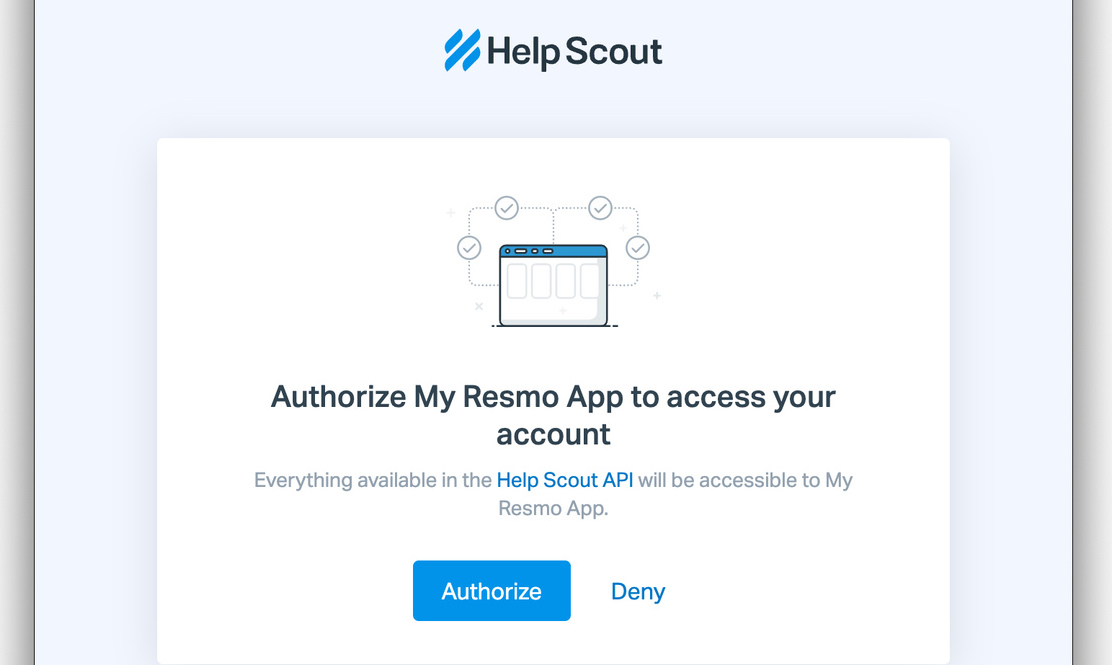 Help Scout
Authorize My Resmo App to access your
account
Everything available in the Help Scout API will be accessible to My
Resmo App.
Authorize
Deny